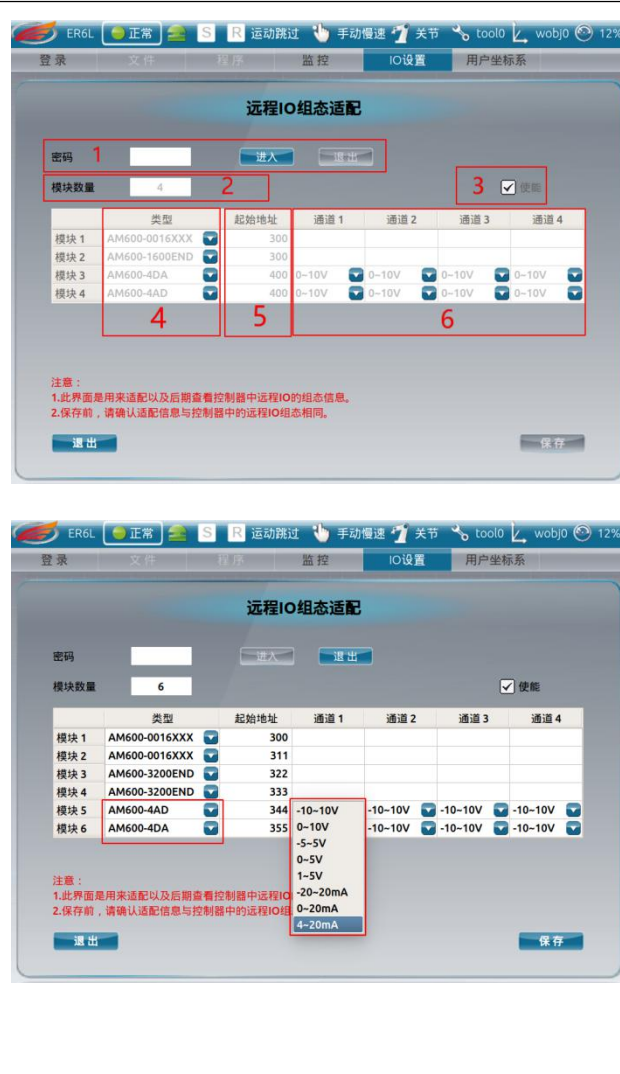 ER6L 正常 S R 运动跳过 手动慢速 关节 tool0 wobj0 12%
登录 文件 程序 监控 IO设置 用户坐标系
远程IO组态适配
密码 1 进入 退出
模块数量 4 2 3 使能
类型 起始地址 通道 1 通道 2 通道 3 通道 4
模块 1 AM600-0016XXX 300
模块 2 AM600-1600END 300
模块 3 AM600-4DA 400 0~10V 0~10V 0~10V 0~10V
模块 4 AM600-4AD 400 0~10V 0~10V 0~10V 0~10V
4 5 6
注意：
1.此界面是用来适配以及后期查看控制器中远程IO的组态信息。
2.保存前，请确认适配信息与控制器中的远程IO组态相同。
退出 保存
ER6L 正常 S R 运动跳过 手动慢速 关节 tool0 wobj0 12%
登录 文件 程序 监控 IO设置 用户坐标系
远程IO组态适配
密码 进入 退出
模块数量 6 使能
类型 起始地址 通道 1 通道 2 通道 3 通道 4
模块 1 AM600-0016XXX 300
模块 2 AM600-0016XXX 311
模块 3 AM600-3200END 322
模块 4 AM600-3200END 333
模块 5 AM600-4AD 344 -10~10V -10~10V -10~10V -10~10V
模块 6 AM600-4DA 355 0~10V -10~10V -10~10V -10~10V
-5~5V
0~5V
1~5V
-20~20mA
0~20mA
4~20mA
注意：
1.此界面是用来适配以及后期查看控制器中远程IO
2.保存前，请确认适配信息与控制器中的远程IO组
退出 保存